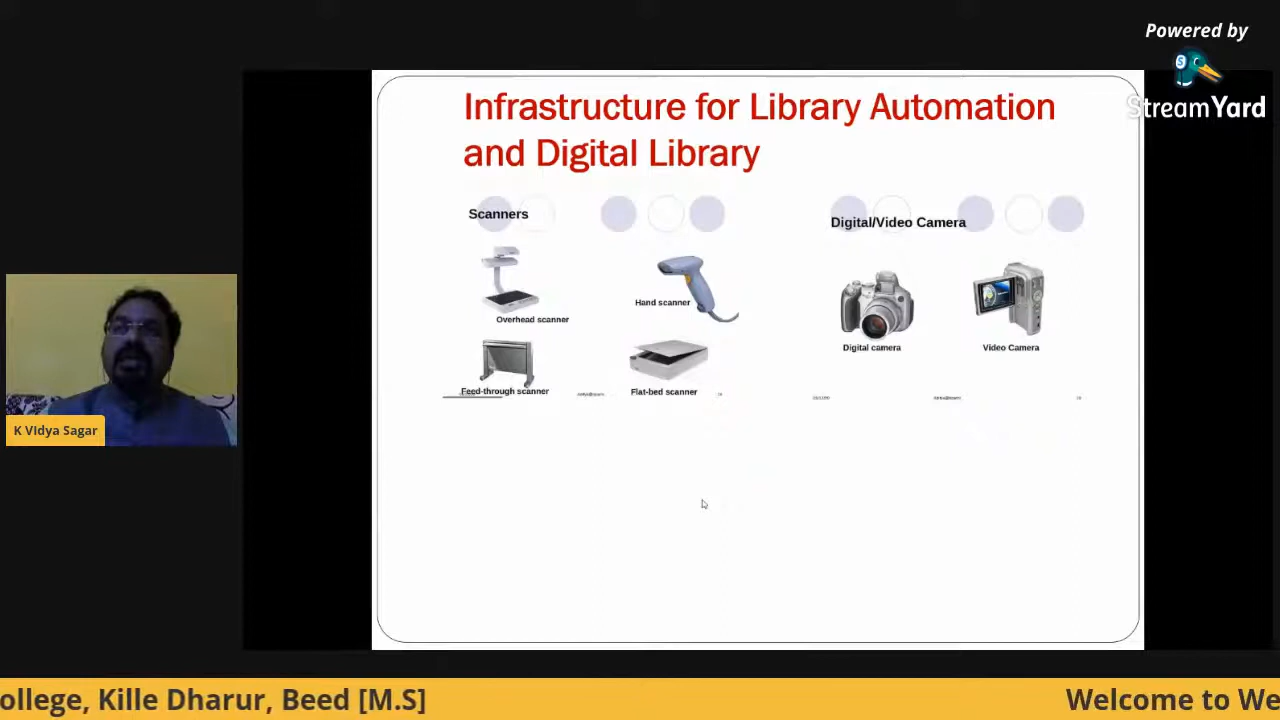 Powered by
StreamYard
Infrastructure for Library Automation
and Digital Library
Scanners
Digital/Video Camera
Hand scanner
Overhead scanner
Digital camera
Video Camera
Feed-through scanner
Flat-bed scanner
K Vidya Sagar
ollege, Kille Dharur, Beed [M.S]
Welcome to We